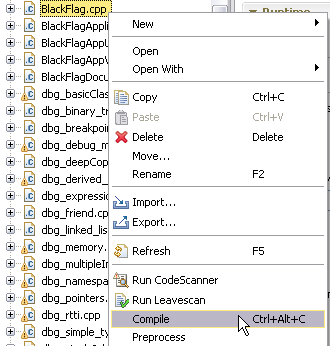 BlackFlag.cpp
Runtime
BlackFlagAppli
BlackFlagAppU
BlackFlagAppV
BlackFlagDocu
dbg_basicClas
dbg_binary_tr
dbg_breakpoin
dbg_debug_m
dbg_deepCop
dbg_derived_
dbg_expressio
dbg_friend.cp
dbg_linked_lis
dbg_memory.
dbg_multipleIn
dbg_namespa
dbg_pointers.
dbg_rtti.cpp
dbg_simple_ty
New
Open
Open With
Copy Ctrl+C
Paste Ctrl+V
Delete Delete
Move...
Rename F2
Import...
Export...
Refresh F5
Run CodeScanner
Run Leavescan
Compile Ctrl+Alt+C
Preprocess